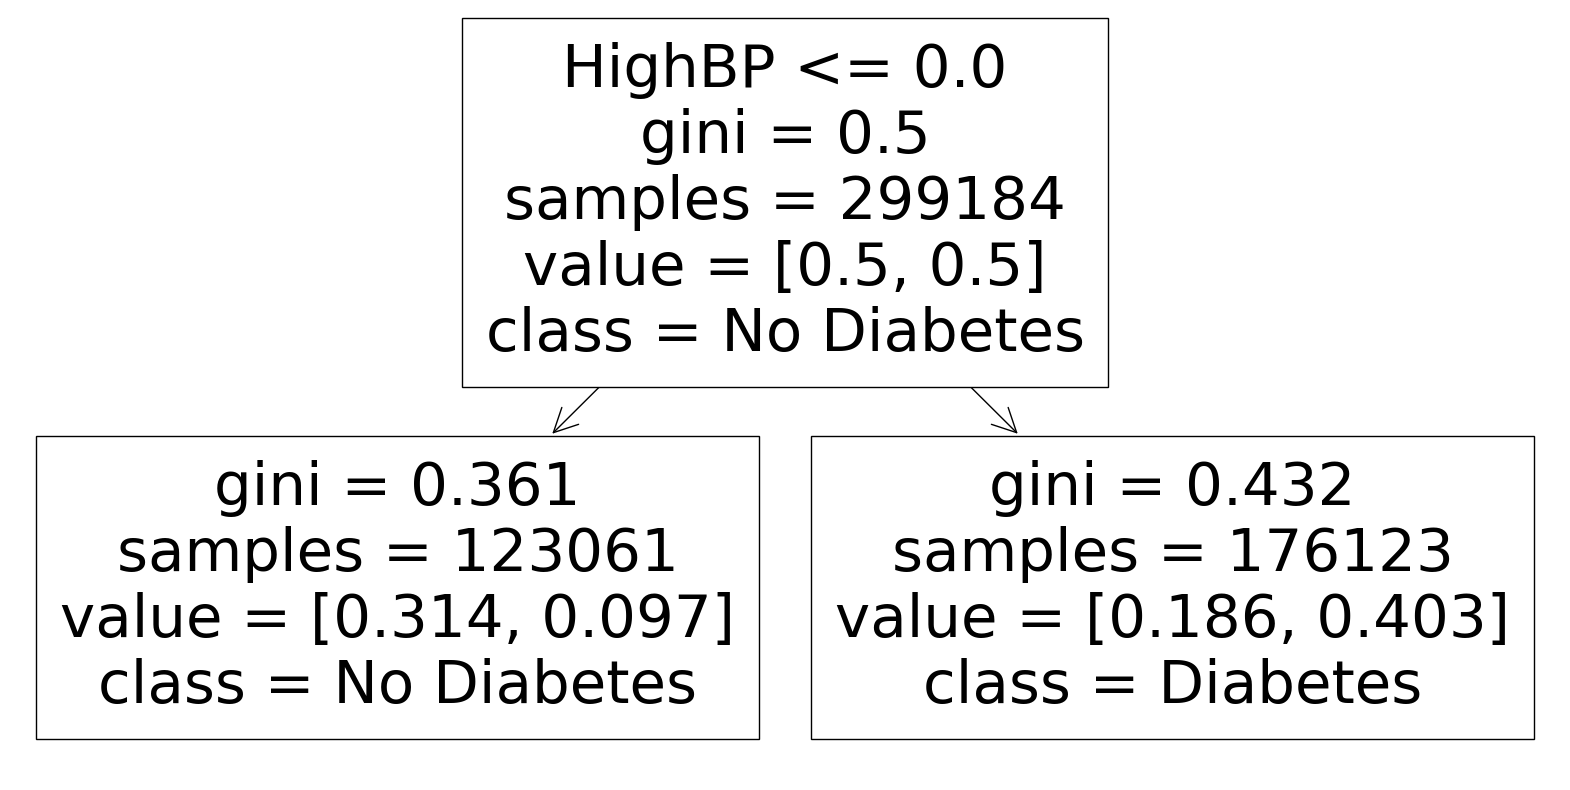 HighBP <= 0.0
gini = 0.5
samples = 299184
value = [0.5, 0.5]
class = No Diabetes
gini = 0.361
samples = 123061
value = [0.314, 0.097]
class = No Diabetes
gini = 0.432
samples = 176123
value = [0.186, 0.403]
class = Diabetes